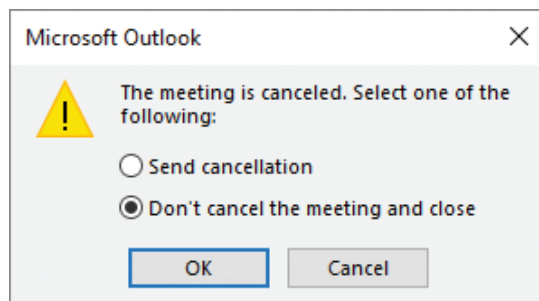 Microsoft Outlook
The meeting is canceled. Select one of the
following:
Send cancellation
Don't cancel the meeting and close
OK
Cancel